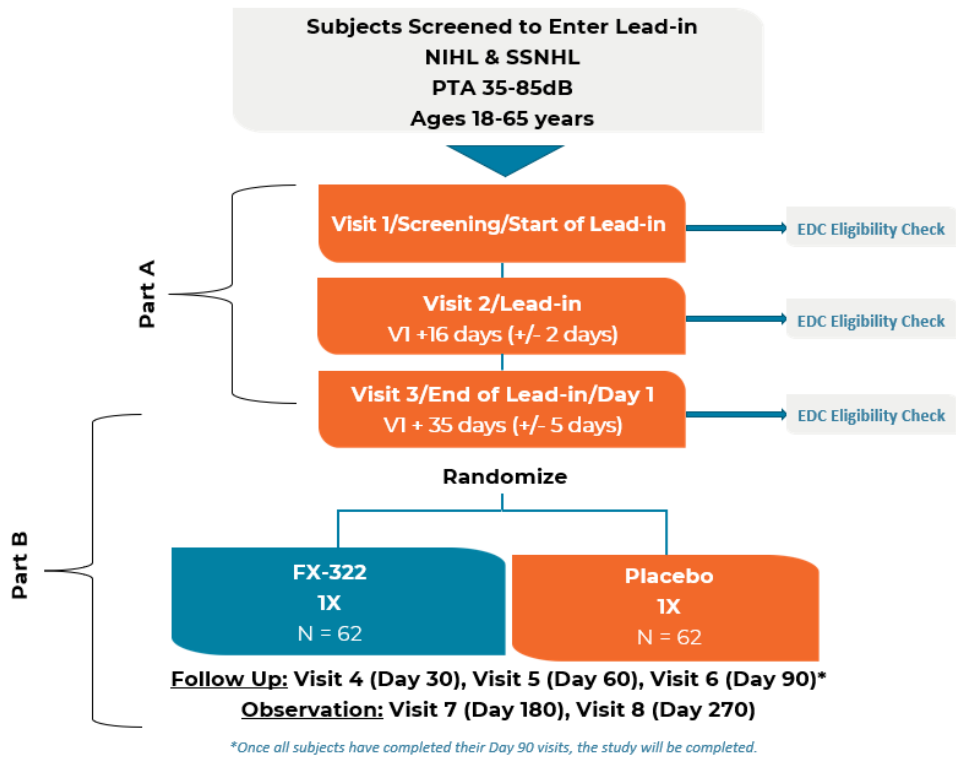 Subjects Screened to Enter Lead-in
NIHL & SSNHL
PTA 35-85dB
Ages 18-65 years
Part A
Visit 1/Screening/Start of Lead-in
EDC Eligibility Check
Visit 2/Lead-in
V1 +16 days (+/- 2 days)
EDC Eligibility Check
Visit 3/End of Lead-in/Day 1
V1 + 35 days (+/- 5 days)
EDC Eligibility Check
Part B
Randomize
FX-322
1X
N = 62
Placebo
1X
N = 62
Follow Up: Visit 4 (Day 30), Visit 5 (Day 60), Visit 6 (Day 90)*
Observation: Visit 7 (Day 180), Visit 8 (Day 270)
*Once all subjects have completed their Day 90 visits, the study will be completed.